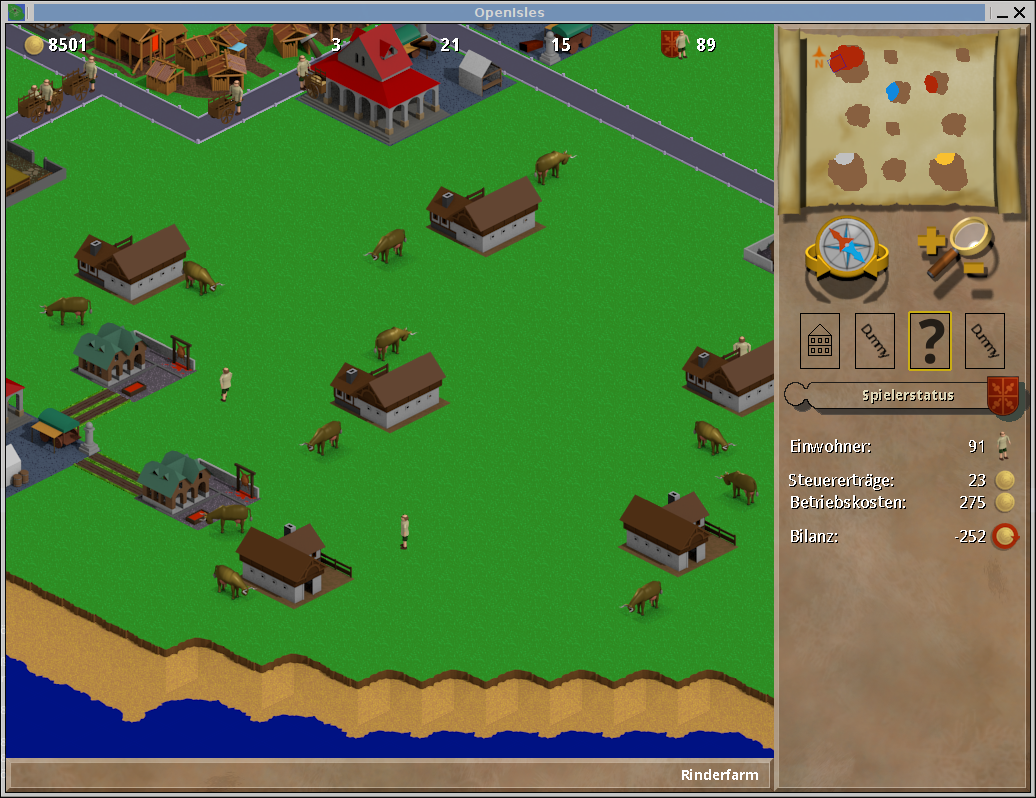 OpenIsles
8501 3 21 15 89
N
Dummy ? Dummy
Spielerstatus
Einwohner: 91
Steuererträge: 23
Betriebskosten: 275
Bilanz: -252
Rinderfarm